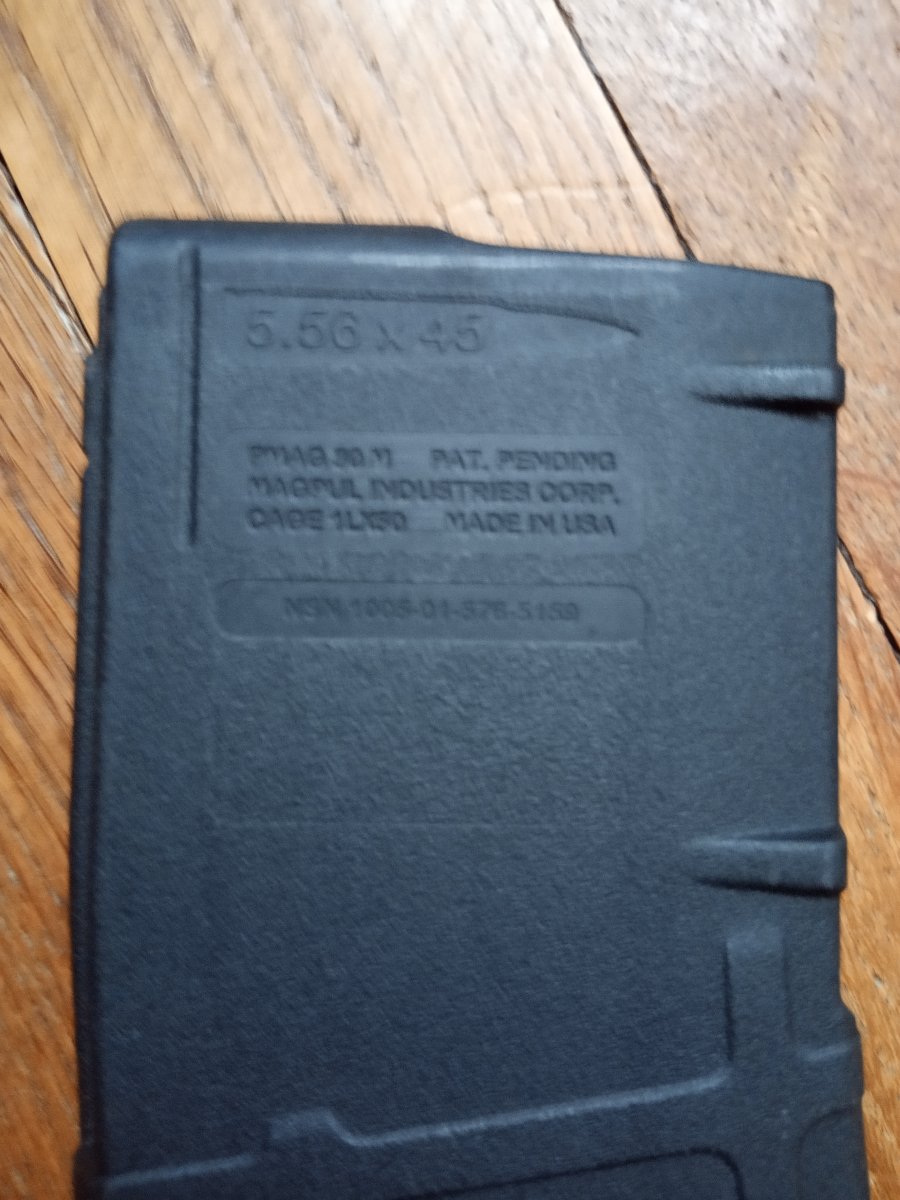 5.56 x 45
PMAG 30 M PAT. PENDING
MAGPUL INDUSTRIES CORP.
CAGE 1LX50 MADE IN USA
NSN 1005-01-576-5159